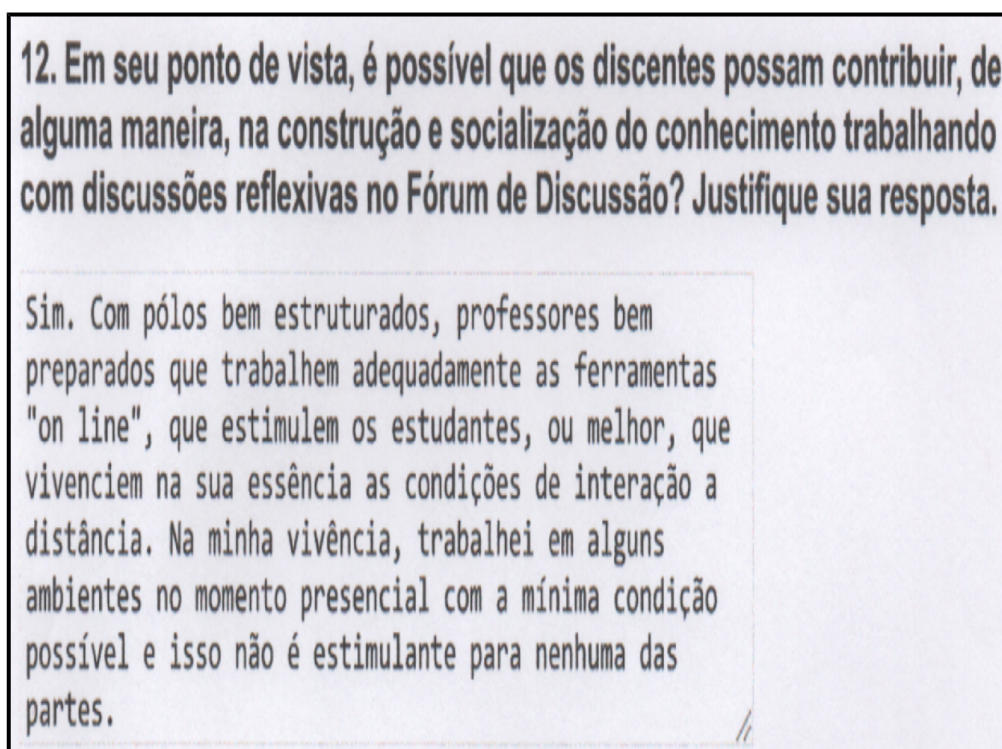 12. Em seu ponto de vista, é possível que os discentes possam contribuir, de
alguma maneira, na construção e socialização do conhecimento trabalhando
com discussões reflexivas no Fórum de Discussão? Justifique sua resposta.
Sim. Com pólos bem estruturados, professores bem
preparados que trabalhem adequadamente as ferramentas
"on line", que estimulem os estudantes, ou melhor, que
vivenciem na sua essência as condições de interação a
distância. Na minha vivência, trabalhei em alguns
ambientes no momento presencial com a mínima condição
possível e isso não é estimulante para nenhuma das
partes.